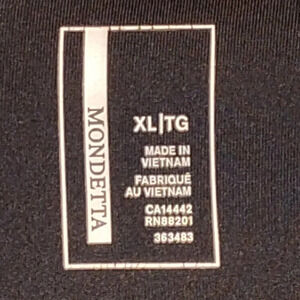 MONDETTA
XL|TG
MADE IN
VIETNAM
FABRIQUÉ
AU VIETNAM
CA14442
RN88201
363483